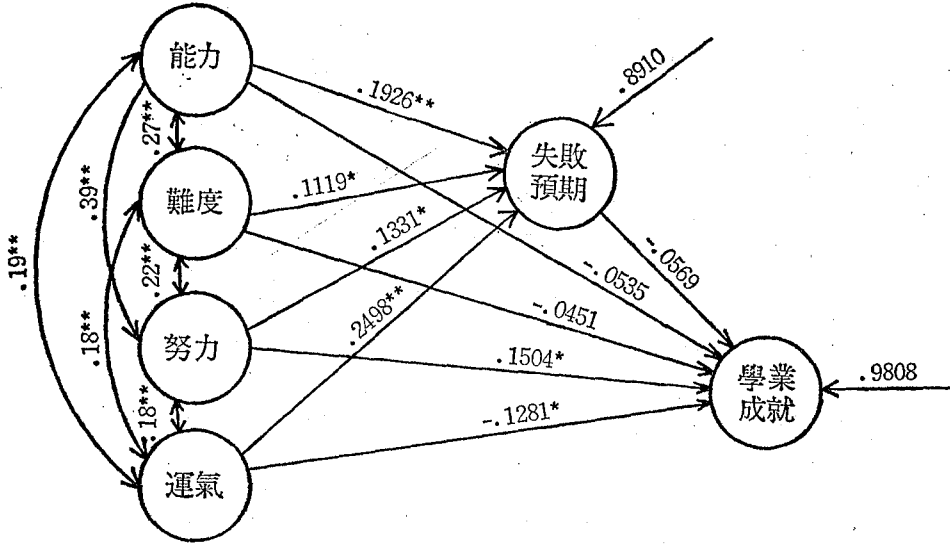 能力
.1926**
.8910
.27**
失敗
預期
難度
.1119*
.39**
.1331*
.19**
.22**
-.0535
-.0569
.2498**
-.0451
.18**
努力
.1504*
學業
成就
.9808
.18**
-.1281*
運氣